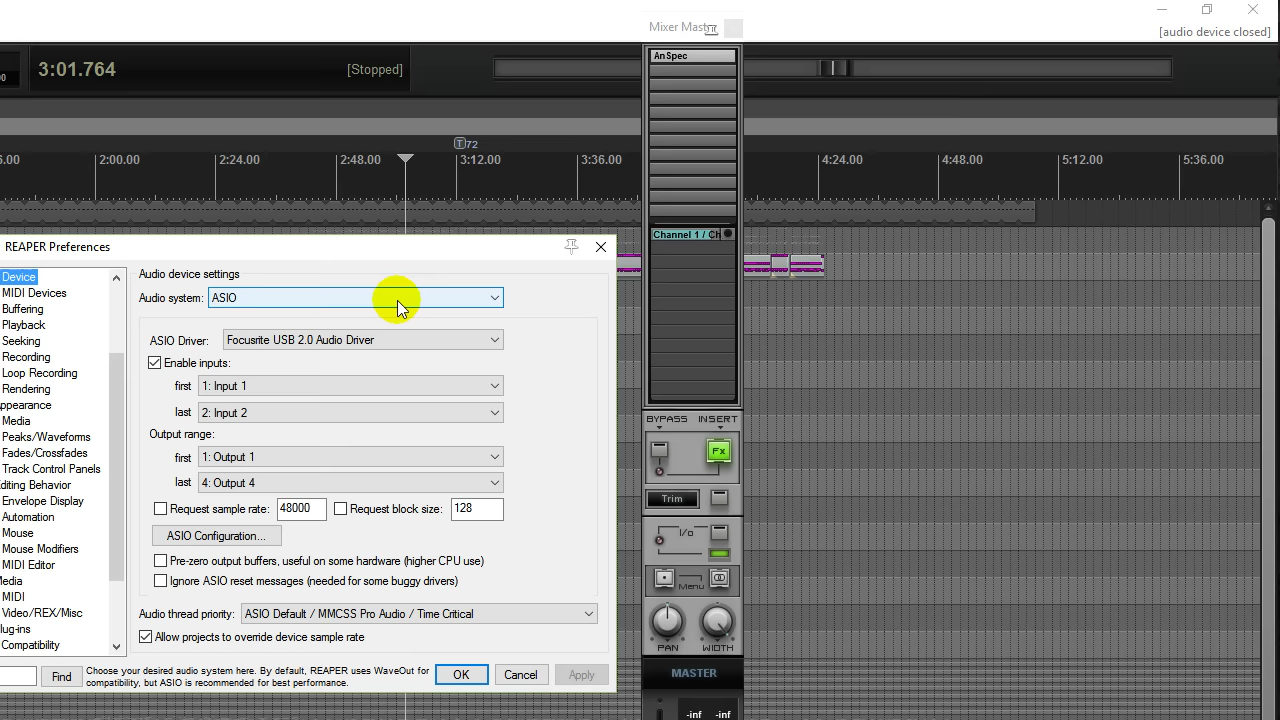 Mixer Mast
[audio device closed]
00
3:01.764
[Stopped]
AnSpec
T 72
6.00
2:00.00
2:24.00
2:48.00
3:12.00
3:36.00
4:24.00
4:48.00
5:12.00
5:36.00
Channel 1 / Ch
REAPER Preferences
Device
MIDI Devices
Buffering
Playback
Seeking
Recording
Loop Recording
Rendering
ppearance
Media
Peaks/Waveforms
Fades/Crossfades
Track Control Panels
diting Behavior
Envelope Display
Automation
Mouse
Mouse Modifiers
MIDI Editor
edia
MIDI
Video/REX/Misc
lug-ins
Compatibility
Find
Audio device settings
Audio system: ASIO
ASIO Driver: Focusrite USB 2.0 Audio Driver
Enable inputs:
first 1: Input 1
last 2: Input 2
Output range:
first 1: Output 1
last 4: Output 4
Request sample rate: 48000 Request block size: 128
ASIO Configuration...
Pre-zero output buffers, useful on some hardware (higher CPU use)
Ignore ASIO reset messages (needed for some buggy drivers)
Audio thread priority: ASIO Default / MMCSS Pro Audio / Time Critical
Allow projects to override device sample rate
Choose your desired audio system here. By default, REAPER uses WaveOut for
compatibility, but ASIO is recommended for best performance.
OK
Cancel
Apply
BYPASS INSERT
Fx
Trim
I/o
Menu
PAN WIDTH
MASTER
-inf -inf